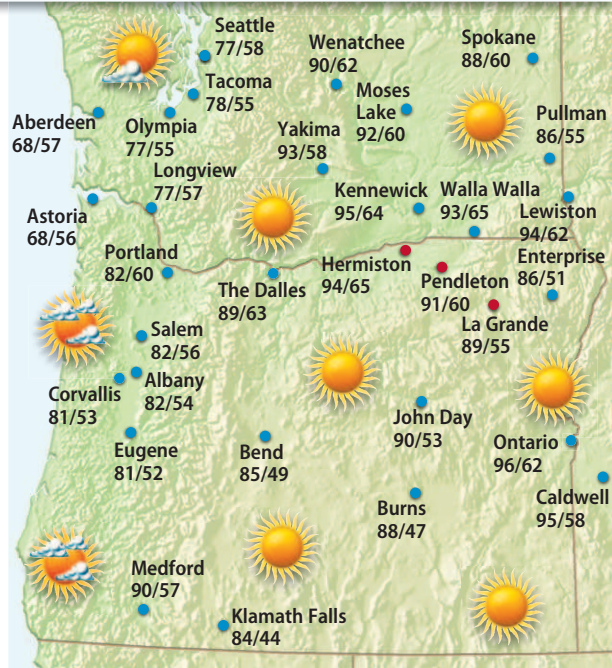 Seattle
77/58
Wenatchee
90/62
Spokane
88/60
Tacoma
78/55
Moses
Lake
92/60
Aberdeen
68/57
Olympia
77/55
Yakima
93/58
Pullman
86/55
Longview
77/57
Kennewick
95/64
Walla Walla
93/65
Lewiston
94/62
Astoria
68/56
Portland
82/60
The Dalles
89/63
Hermiston
94/65
Pendleton
91/60
Enterprise
86/51
La Grande
89/55
Salem
82/56
Corvallis
81/53
Albany
82/54
John Day
90/53
Eugene
81/52
Bend
85/49
Ontario
96/62
Burns
88/47
Caldwell
95/58
Medford
90/57
Klamath Falls
84/44